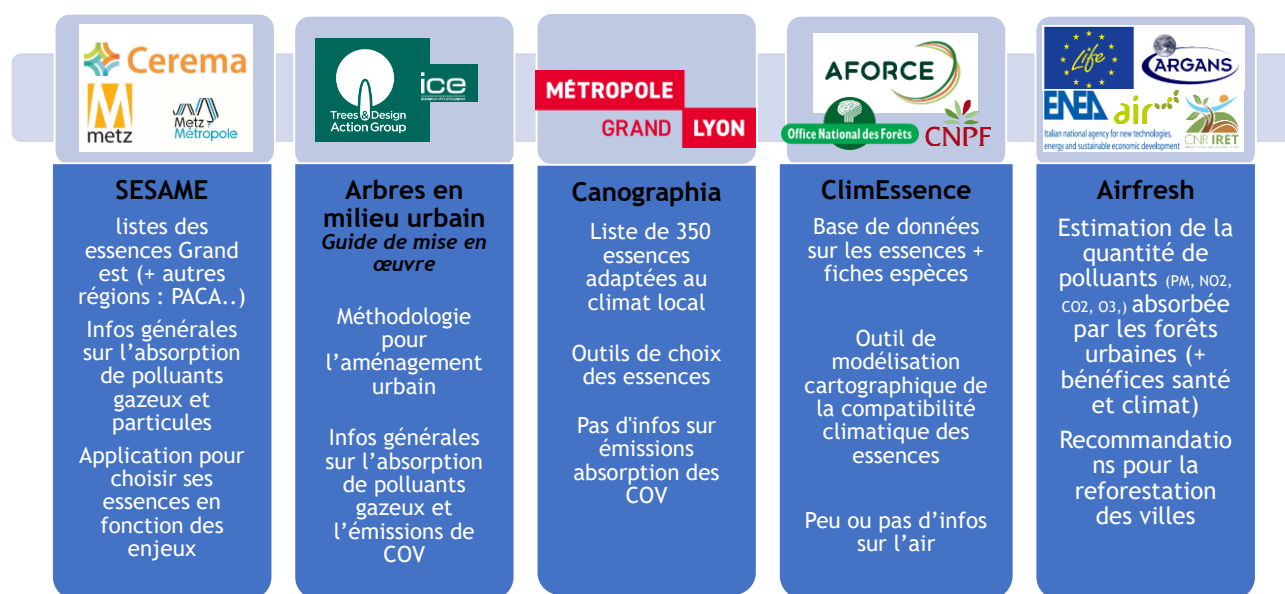 Cerema
metz
Metz
Métropole
SESAME
listes des
essences Grand
est (+ autres
régions : PACA..)
Infos générales
sur l’absorption
de polluants
gazeux et
particules
Application pour
choisir ses
essences en
fonction des
enjeux
Trees & Design
Action Group
ice
Arbres en
milieu urbain
Guide de mise en
œuvre
Méthodologie
pour
l’aménagement
urbain
Infos générales
sur l’absorption
de polluants
gazeux et
l’émissions de
COV
MÉTROPOLE
GRAND LYON
Canographia
Liste de 350
essences
adaptées au
climat local
Outils de choix
des essences
Pas d'infos sur
émissions
absorption des
COV
AFORCE
Office National des Forêts
CNPF
ClimEssence
Base de données
sur les essences +
fiches espèces
Outil de
modélisation
cartographique de
la compatibilité
climatique des
essences
Peu ou pas d’infos
sur l’air
Life
ARGANS
ENEA
Italian national agency for new technologies,
energy and sustainable economic development
air
CNR IRET
Airfresh
Estimation de la
quantité de
polluants (PM, NO2,
CO2, O3,) absorbée
par les forêts
urbaines (+
bénéfices santé
et climat)
Recommandatio
ns pour la
reforestation
des villes